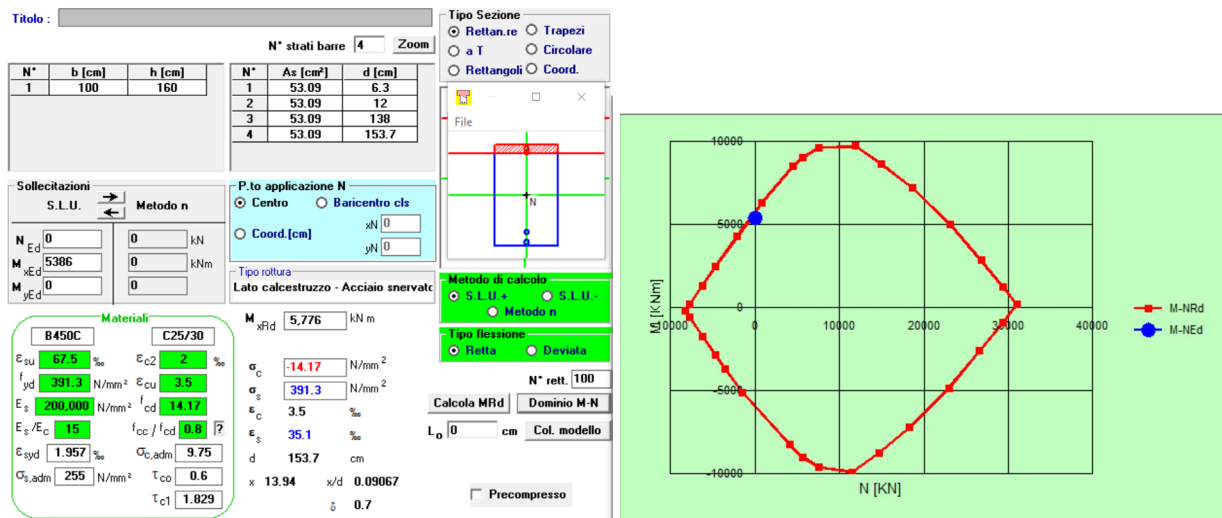 Titolo :
N° strati barre 4 Zoom
N° b [cm] h [cm]
1 100 160
N° As [cm²] d [cm]
1 53.09 6.3
2 53.09 12
3 53.09 138
4 53.09 153.7
Tipo Sezione
Rettan.re Trapezi
a T Circolare
Rettangoli Coord.
File
N
Sollecitazioni
S.L.U. Metodo n
N Ed 0 0 kN
M xEd 5386 0 kNm
M yEd 0 0
P.to applicazione N
Centro Baricentro cls
Coord.[cm] xN 0
yN 0
Tipo rottura
Lato calcestruzzo - Acciaio snervato
Metodo di calcolo
S.L.U.+ S.L.U.-
Metodo n
Tipo flessione
Retta Deviata
N° rett. 100
Calcola MRd Dominio M-N
L₀ 0 cm Col. modello
Precompresso
Materiali
B450C C25/30
εsu 67.5 ‰ εc2 2 ‰
fyd 391.3 N/mm² εcu 3.5
Es 200,000 N/mm² fcd 14.17
Es /Ec 15 fcc / fcd 0.8 ?
εsyd 1.957 ‰ σc,adm 9.75
σs,adm 255 N/mm² τco 0.6
τc1 1.829
M xRd 5,776 kN m
σc -14.17 N/mm²
σs 391.3 N/mm²
εc 3.5 ‰
εs 35.1 ‰
d 153.7 cm
x 13.94 x/d 0.09067
δ 0.7
10000
5000
0
-5000
-10000
-10000 0 10000 20000 30000 40000
M [KNm]
N [KN]
M-NRd
M-NEd